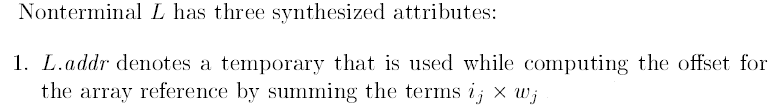 Nonterminal L has three synthesized attributes:
1. L.addr denotes a temporary that is used while computing the offset for
the array reference by summing the terms i_j × w_j